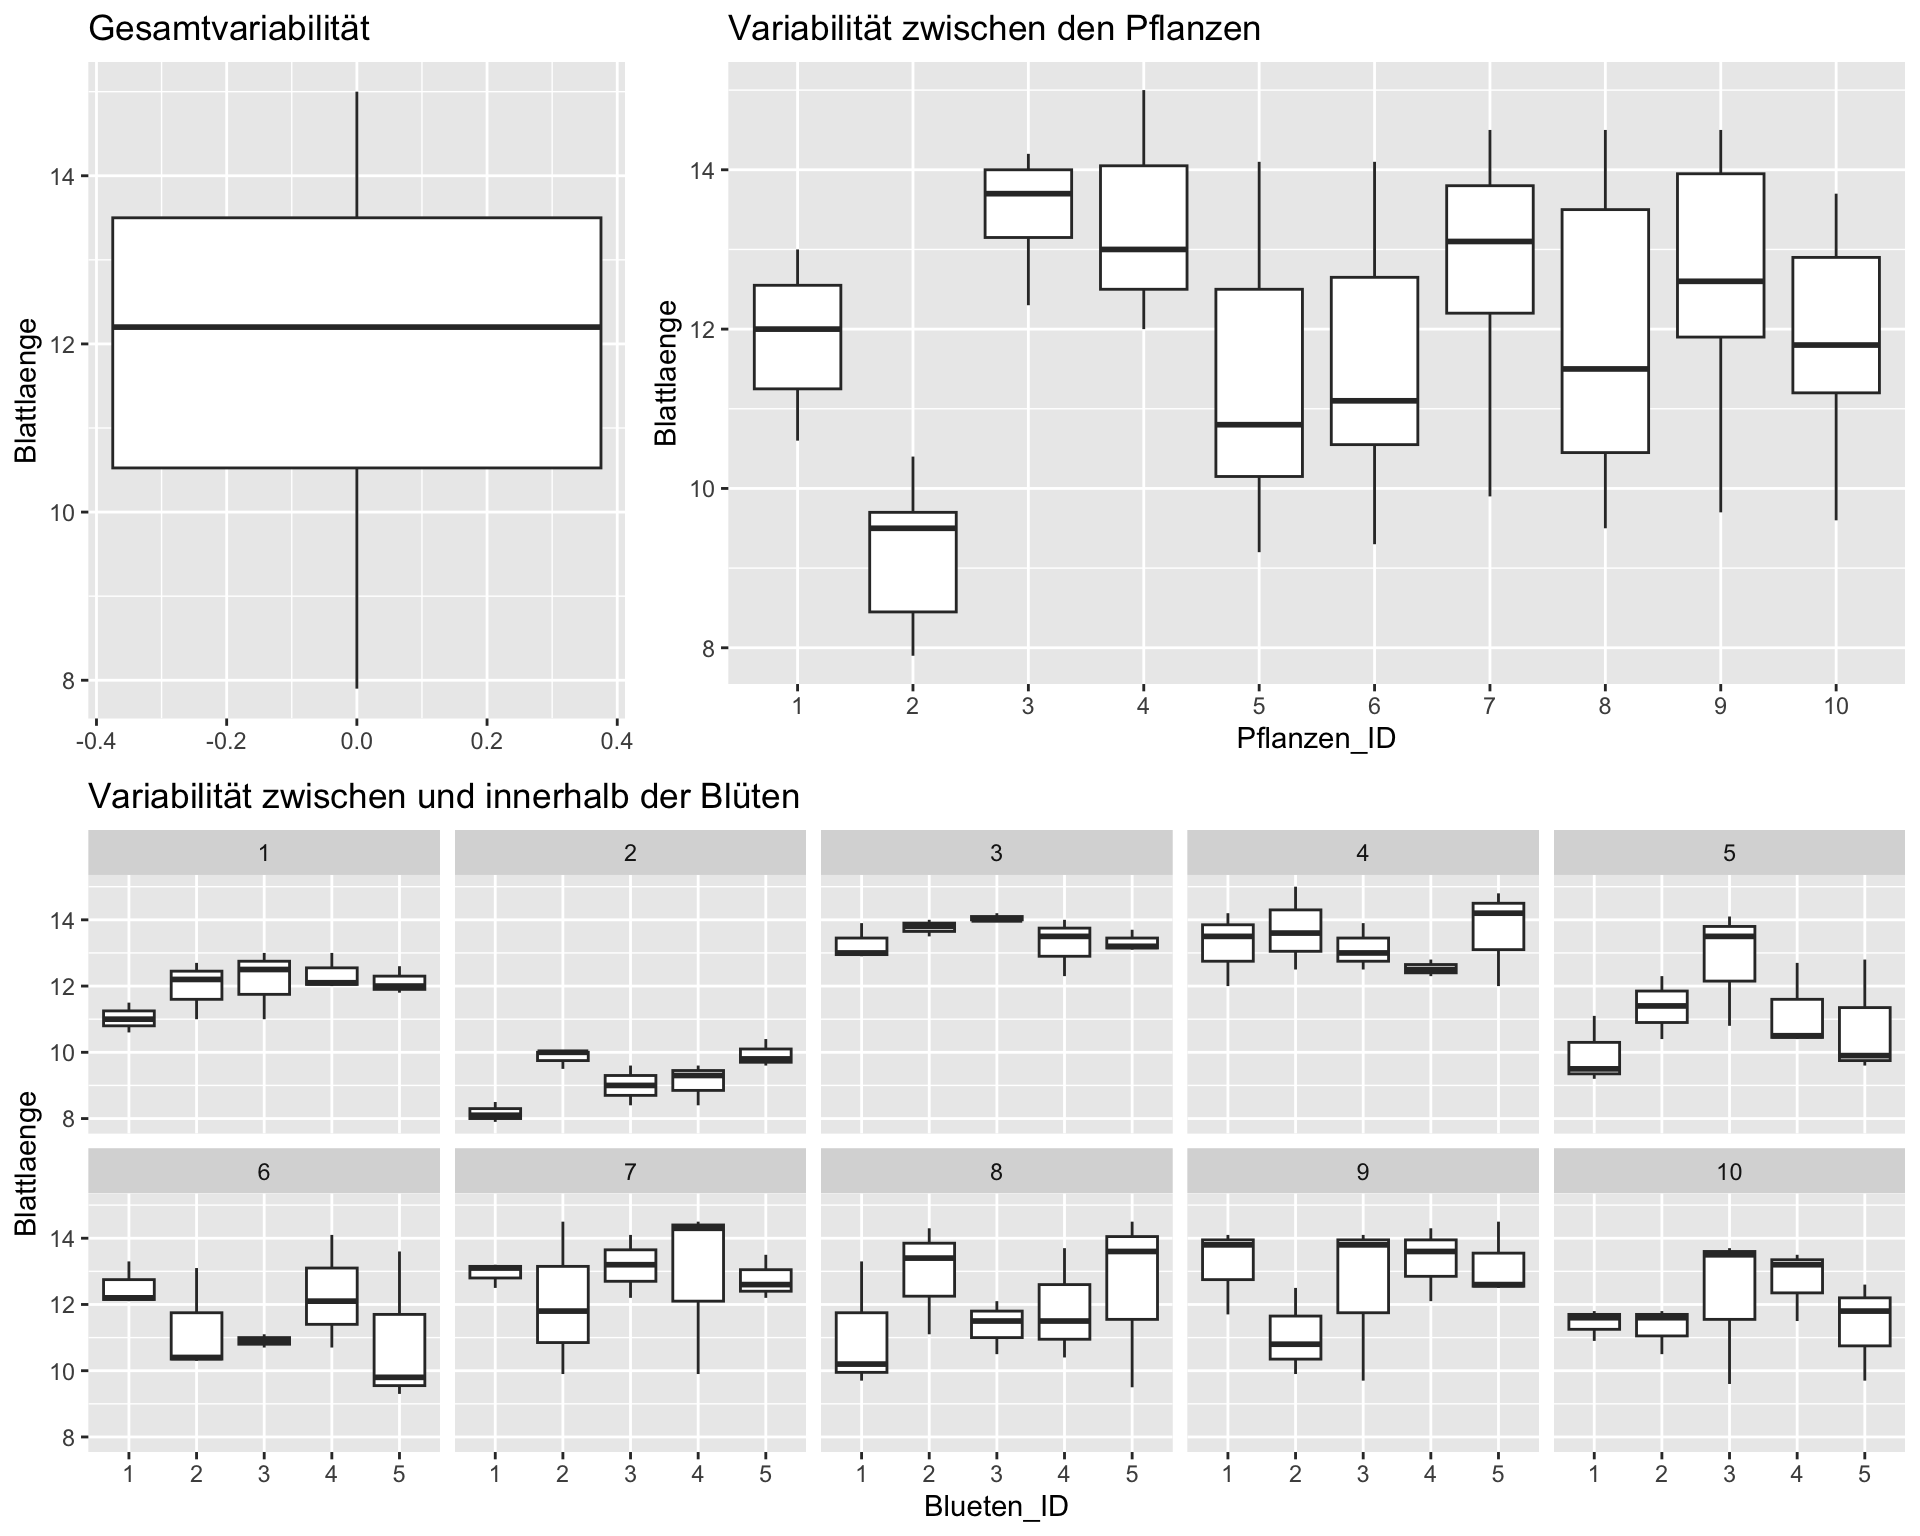 Gesamtvariabilität
Blattlaenge
14
12
10
8
-0.4 -0.2 0.0 0.2 0.4
Variabilität zwischen den Pflanzen
Blattlaenge
14
12
10
8
1 2 3 4 5 6 7 8 9 10
Pflanzen_ID
Variabilität zwischen und innerhalb der Blüten
Blattlaenge
1 2 3 4 5
14
12
10
8
6 7 8 9 10
14
12
10
8
1 2 3 4 5 1 2 3 4 5 1 2 3 4 5 1 2 3 4 5 1 2 3 4 5
Blueten_ID